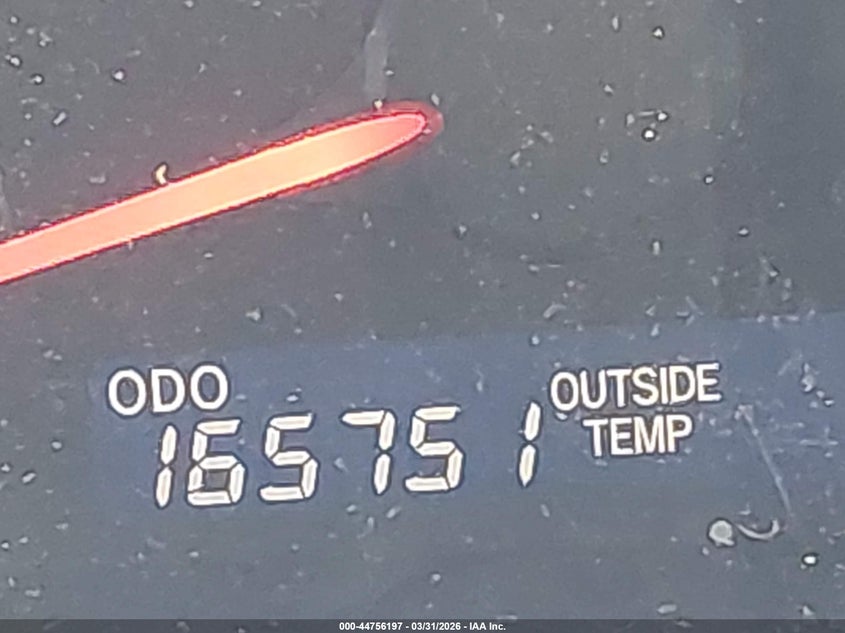 ODO
165751
OUTSIDE
TEMP
000-44756197 - 03/31/2026 - IAA Inc.